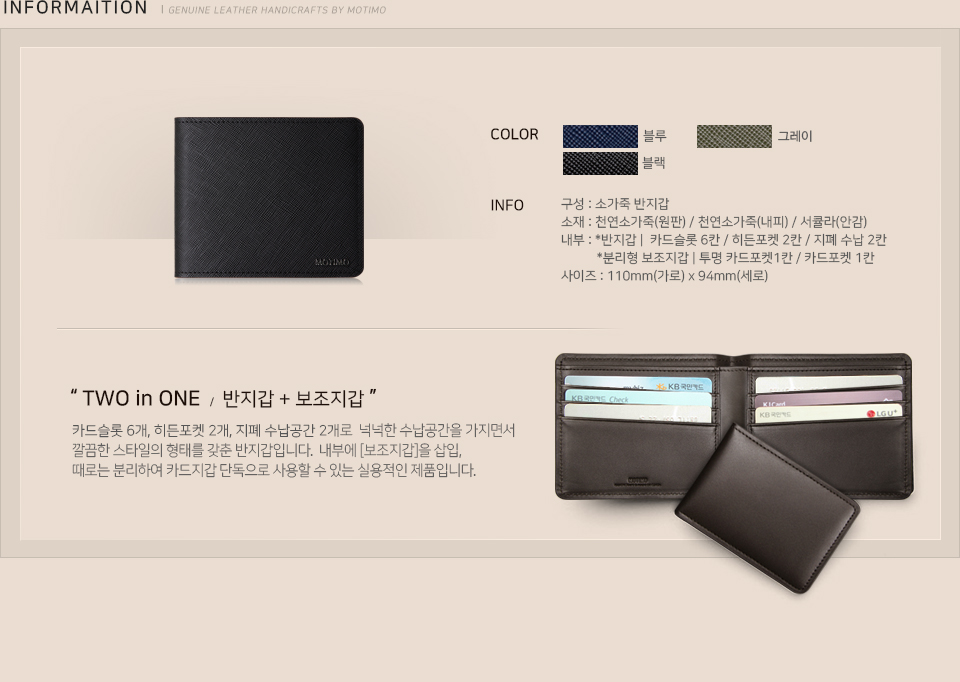 INFORMAITION | GENUINE LEATHER HANDICRAFTS BY MOTIMO
MOTIMO
COLOR
블루
그레이
블랙
INFO
구성 : 소가죽 반지갑
소재 : 천연소가죽(원판) / 천연소가죽(내피) / 서큘라(안감)
내부 : *반지갑 | 카드슬롯 6칸 / 히든포켓 2칸 / 지폐 수납 2칸
*분리형 보조지갑 | 투명 카드포켓1칸 / 카드포켓 1칸
사이즈 : 110mm(가로) x 94mm(세로)
“ TWO in ONE / 반지갑 + 보조지갑 ”
카드슬롯 6개, 히든포켓 2개, 지폐 수납공간 2개로 넉넉한 수납공간을 가지면서
깔끔한 스타일의 형태를 갖춘 반지갑입니다. 내부에 [보조지갑]을 삽입,
때로는 분리하여 카드지갑 단독으로 사용할 수 있는 실용적인 제품입니다.
KB국민카드
KB국민카드 Check
KB국민카드
LG U+